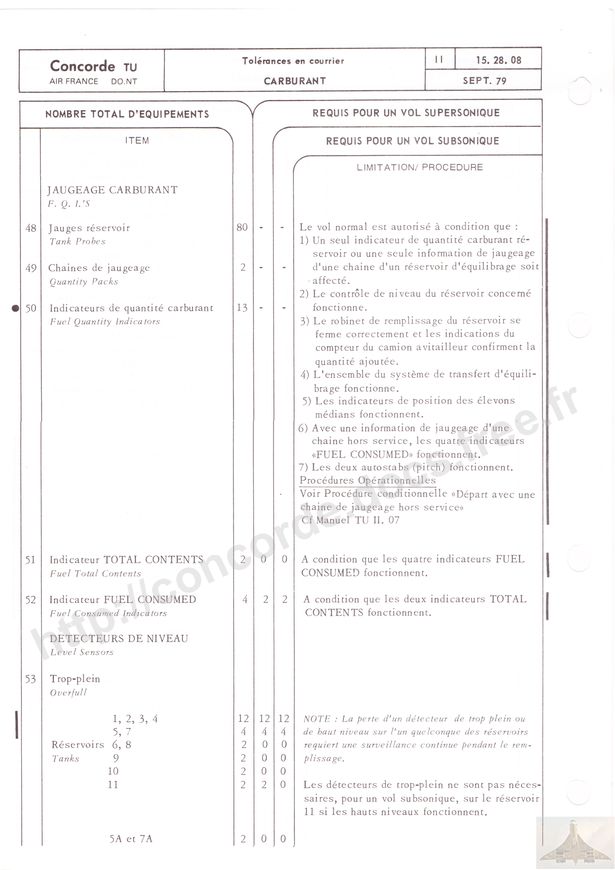 Concorde TU
AIR FRANCE DO.NT
Tolérances en courrier
CARBURANT
11
15. 28. 08
SEPT. 79
NOMBRE TOTAL D'EQUIPEMENTS
REQUIS POUR UN VOL SUPERSONIQUE
REQUIS POUR UN VOL SUBSONIQUE
ITEM
LIMITATION/ PROCEDURE
JAUGEAGE CARBURANT
F. Q. I.'S
48 Jauges réservoir 80 - -
Tank Probes
49 Chaines de jaugeage 2 - -
Quantity Packs
50 Indicateurs de quantité carburant 13 - -
Fuel Quantity Indicators
Le vol normal est autorisé à condition que :
1) Un seul indicateur de quantité carburant ré-
servoir ou une seule information de jaugeage
d'une chaine d'un réservoir d'équilibrage soit
affecté.
2) Le contrôle de niveau du réservoir concerné
fonctionne.
3) Le robinet de remplissage du réservoir se
ferme correctement et les indications du
compteur du camion avitailleur confirment la
quantité ajoutée.
4) L'ensemble du système de transfert d'équili-
brage fonctionne.
5) Les indicateurs de position des élevons
médians fonctionnent.
6) Avec une information de jaugeage d'une
chaine hors service, les quatre indicateurs
«FUEL CONSUMED» fonctionnent.
7) Les deux autostabs (pitch) fonctionnent.
Procédures Opérationnelles
Voir Procédure conditionnelle «Départ avec une
chaine de jaugeage hors service»
Cf Manuel TU II. 07
51 Indicateur TOTAL CONTENTS 2 0 0 A condition que les quatre indicateurs FUEL
Fuel Total Contents CONSUMED fonctionnent.
52 Indicateur FUEL CONSUMED 4 2 2 A condition que les deux indicateurs TOTAL
Fuel Consumed Indicators CONTENTS fonctionnent.
DETECTEURS DE NIVEAU
Level Sensors
53 Trop-plein
Overfull
1, 2, 3, 4 12 12 12 NOTE : La perte d'un détecteur de trop plein ou
5, 7 4 4 4 de haut niveau sur l'un quelconque des réservoirs
Réservoirs 6, 8 2 0 0 requiert une surveillance continue pendant le rem-
Tanks 9 2 0 0 plissage.
10 2 0 0
11 2 2 0 Les détecteurs de trop-plein ne sont pas néces-
saires, pour un vol subsonique, sur le réservoir
11 si les hauts niveaux fonctionnent.
5A et 7A 2 0 0
http://concorde.docs.free.fr